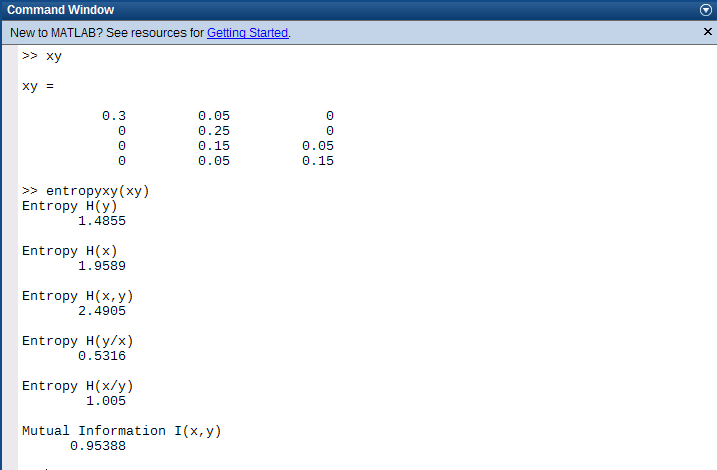 Command Window
New to MATLAB? See resources for Getting Started.
>> xy
xy =
0.3 0.05 0
0 0.25 0
0 0.15 0.05
0 0.05 0.15
>> entropyxy(xy)
Entropy H(y)
1.4855
Entropy H(x)
1.9589
Entropy H(x,y)
2.4905
Entropy H(y/x)
0.5316
Entropy H(x/y)
1.005
Mutual Information I(x,y)
0.95388